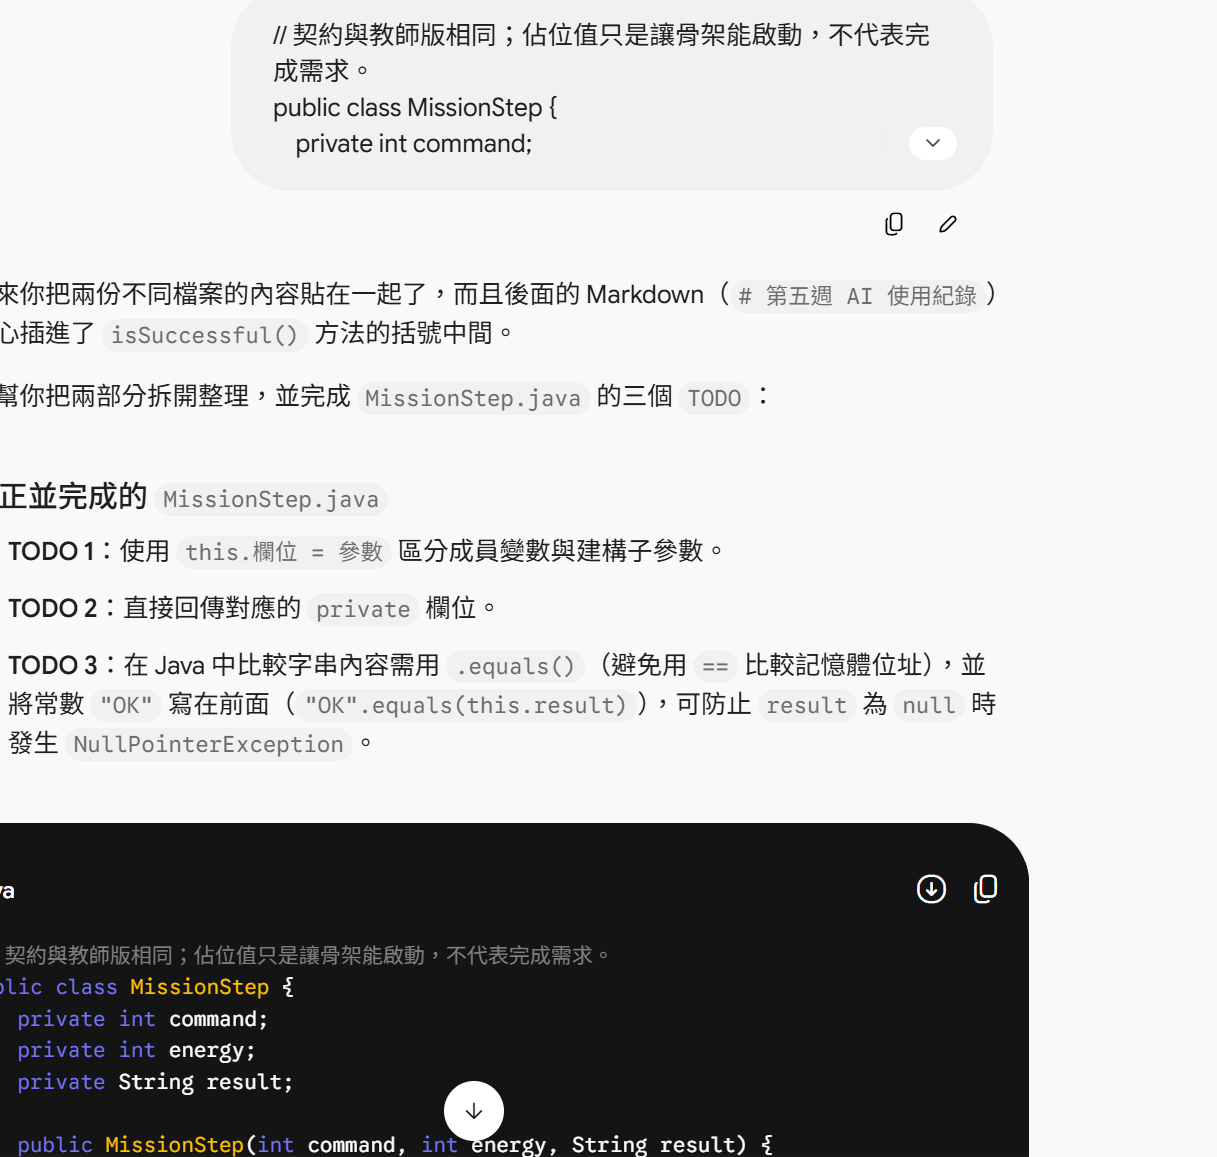 // 契約與教師版相同；佔位值只是讓骨架能啟動，不代表完
成需求。
public class MissionStep {
private int command;
來你把兩份不同檔案的內容貼在一起了，而且後面的 Markdown（# 第五週 AI 使用紀錄）
心插進了 isSuccessful() 方法的括號中間。
幫你把兩部分拆開整理，並完成 MissionStep.java 的三個 TODO：
正並完成的 MissionStep.java
TODO 1：使用 this.欄位 = 參數 區分成員變數與建構子參數。
TODO 2：直接回傳對應的 private 欄位。
TODO 3：在 Java 中比較字串內容需用 .equals()（避免用 == 比較記憶體位址），並
將常數 "OK" 寫在前面（"OK".equals(this.result)），可防止 result 為 null 時
發生 NullPointerException。
va
契約與教師版相同；佔位值只是讓骨架能啟動，不代表完成需求。
blic class MissionStep {
private int command;
private int energy;
private String result;
public MissionStep(int command, int energy, String result) {